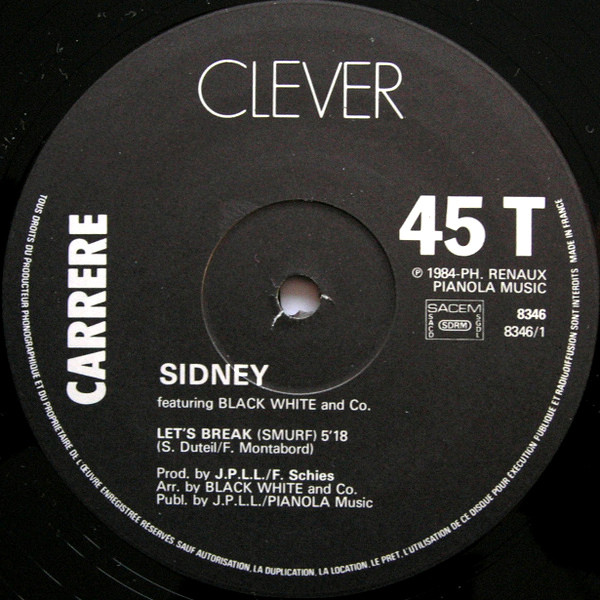 CLEVER
CARRERE
45 T
℗ 1984-PH. RENAUX
PIANOLA MUSIC
SACEM
SACD
SDRM
SGDL
8346
8346/1
SIDNEY
featuring BLACK WHITE and Co.
LET'S BREAK (SMURF) 5'18
(S. Duteil/F. Montabord)
Prod. by J.P.L.L./F. Schies
Arr. by BLACK WHITE and Co.
Publ. by J.P.L.L./PIANOLA Music
TOUS DROITS DU PRODUCTEUR PHONOGRAPHIQUE ET DU PROPRIETAIRE DE L'ŒUVRE ENREGISTREE RESERVES. SAUF AUTORISATION, LA DUPLICATION, LA LOCATION, LE PRET, L'UTILISATION DE CE DISQUE POUR EXECUTION PUBLIQUE ET RADIODIFFUSION SONT INTERDITS MADE IN FRANCE